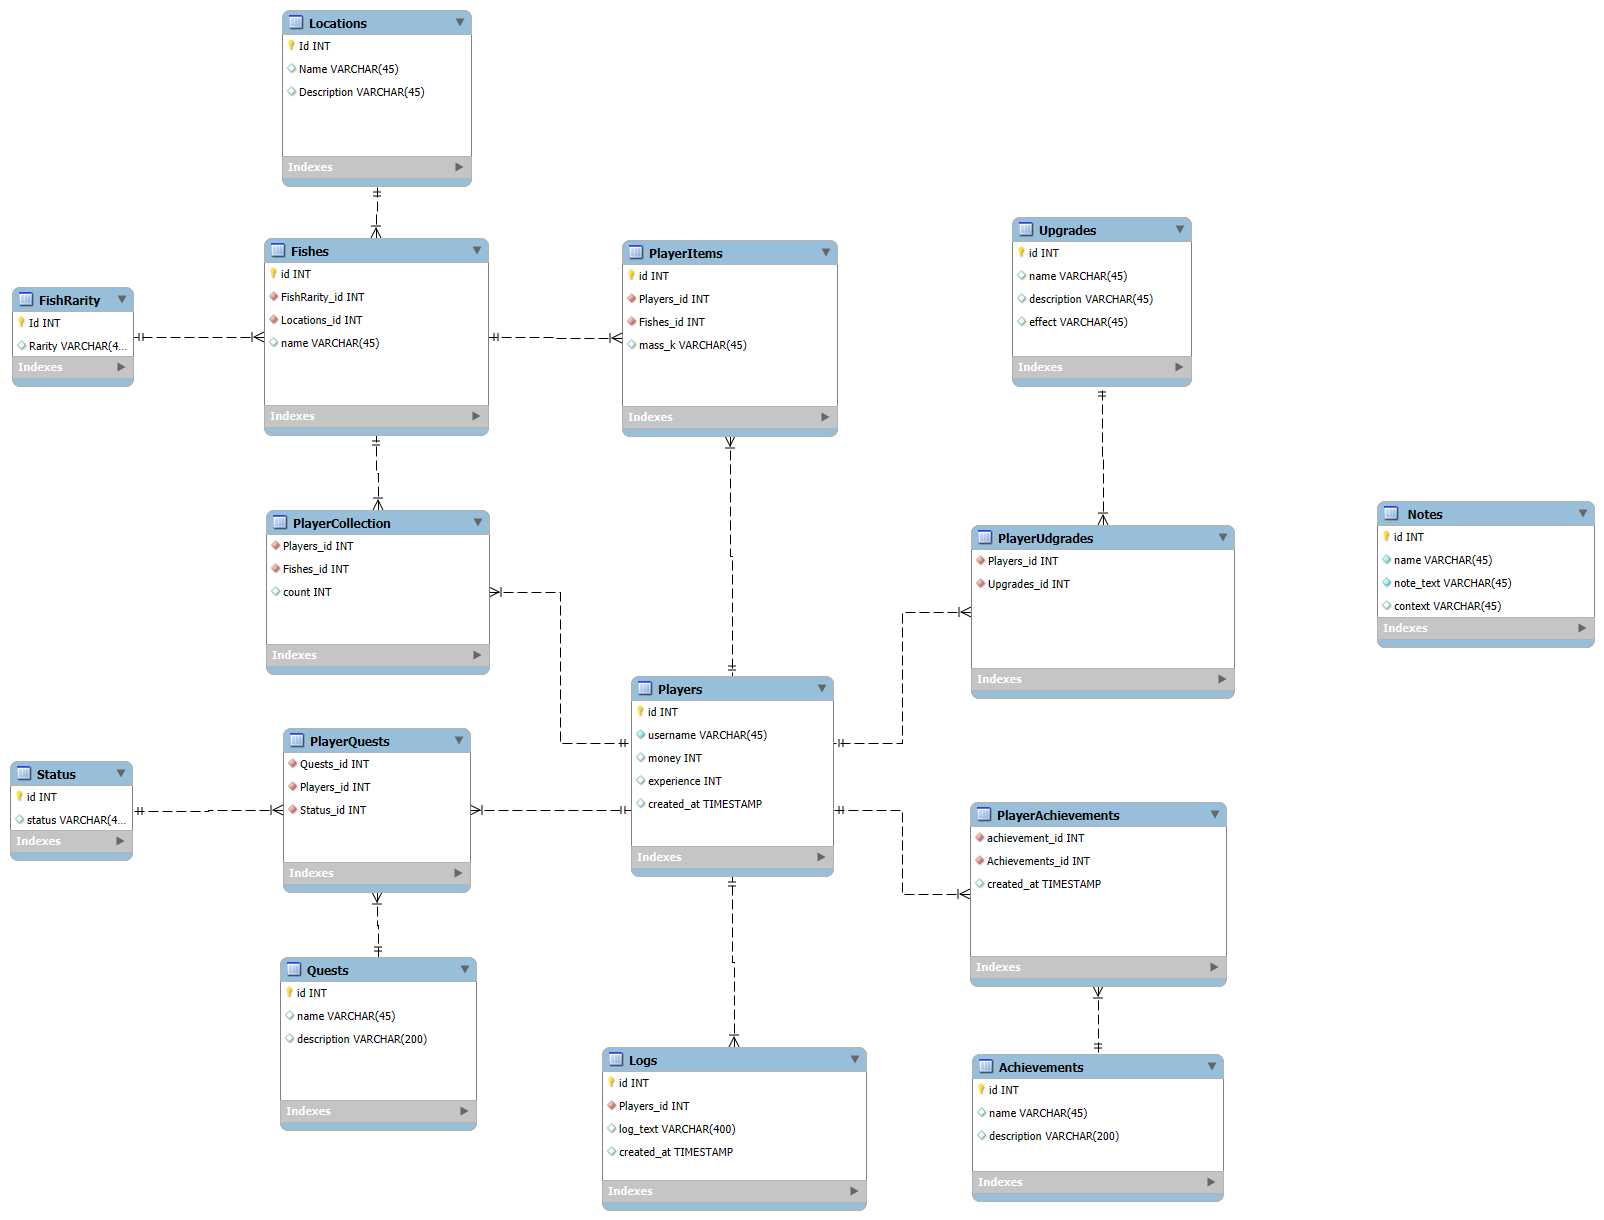 Locations
Id INT
Name VARCHAR(45)
Description VARCHAR(45)
Indexes
Fishes
id INT
FishRarity_id INT
Locations_id INT
name VARCHAR(45)
Indexes
PlayerItems
id INT
Players_id INT
Fishes_id INT
mass_k VARCHAR(45)
Indexes
Upgrades
id INT
name VARCHAR(45)
description VARCHAR(45)
effect VARCHAR(45)
Indexes
FishRarity
Id INT
Rarity VARCHAR(4...
Indexes
PlayerCollection
Players_id INT
Fishes_id INT
count INT
Indexes
PlayerUdgrades
Players_id INT
Upgrades_id INT
Indexes
Notes
id INT
name VARCHAR(45)
note_text VARCHAR(45)
context VARCHAR(45)
Indexes
Players
id INT
username VARCHAR(45)
money INT
experience INT
created_at TIMESTAMP
Indexes
PlayerQuests
Quests_id INT
Players_id INT
Status_id INT
Indexes
Status
id INT
status VARCHAR(4...
Indexes
PlayerAchievements
achievement_id INT
Achievements_id INT
created_at TIMESTAMP
Indexes
Quests
id INT
name VARCHAR(45)
description VARCHAR(200)
Indexes
Logs
id INT
Players_id INT
log_text VARCHAR(400)
created_at TIMESTAMP
Indexes
Achievements
id INT
name VARCHAR(45)
description VARCHAR(200)
Indexes